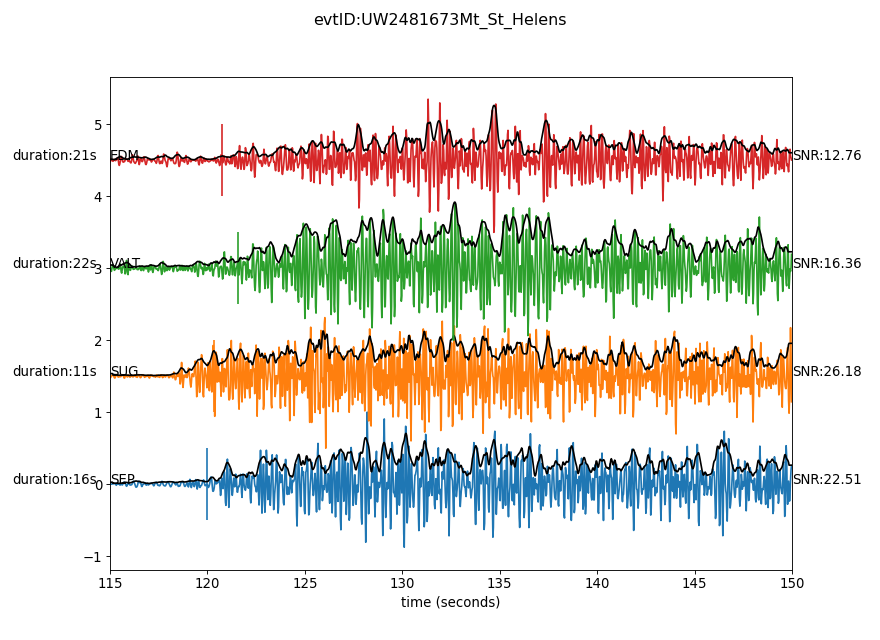 evtID:UW2481673Mt_St_Helens
5
duration:21s EDM SNR:12.76
4
duration:22s VALT SNR:16.36
3
2
duration:11s SUG SNR:26.18
1
duration:16s SEP SNR:22.51
0
−1
115 120 125 130 135 140 145 150
time (seconds)